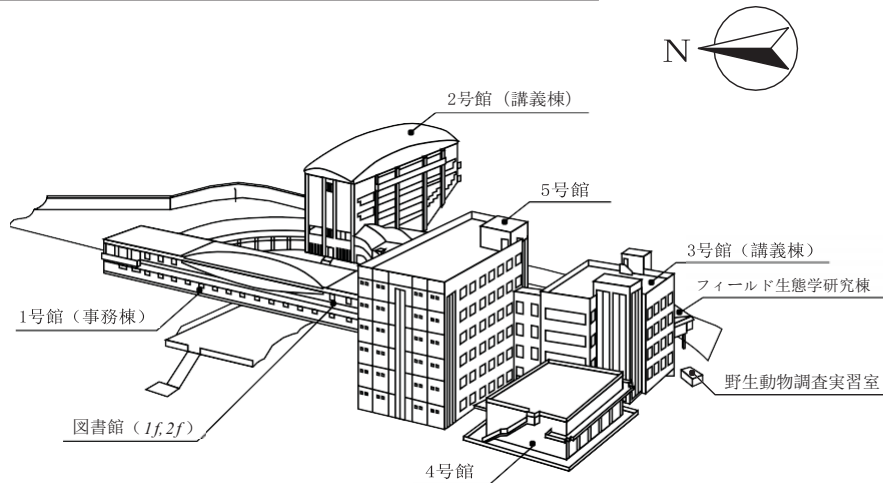 N
2号館（講義棟）
5号館
3号館（講義棟）
フィールド生態学研究棟
1号館（事務棟）
野生動物調査実習室
図書館（1f,2f）
4号館